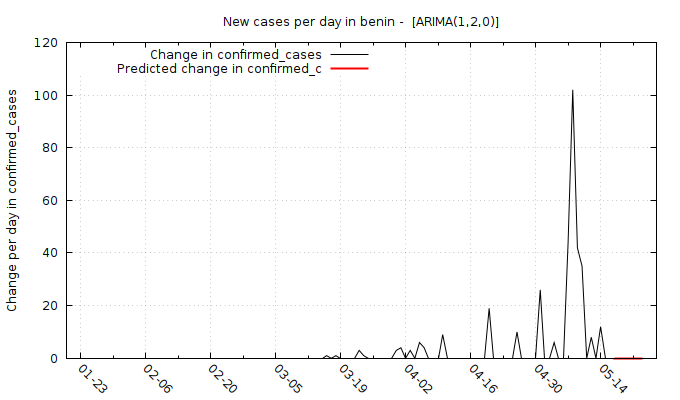 New cases per day in benin -  [ARIMA(1,2,0)]
Change in confirmed_cases
Predicted change in confirmed_c
Change per day in confirmed_cases
120
100
80
60
40
20
0
01-23 02-06 02-20 03-05 03-19 04-02 04-16 04-30 05-14